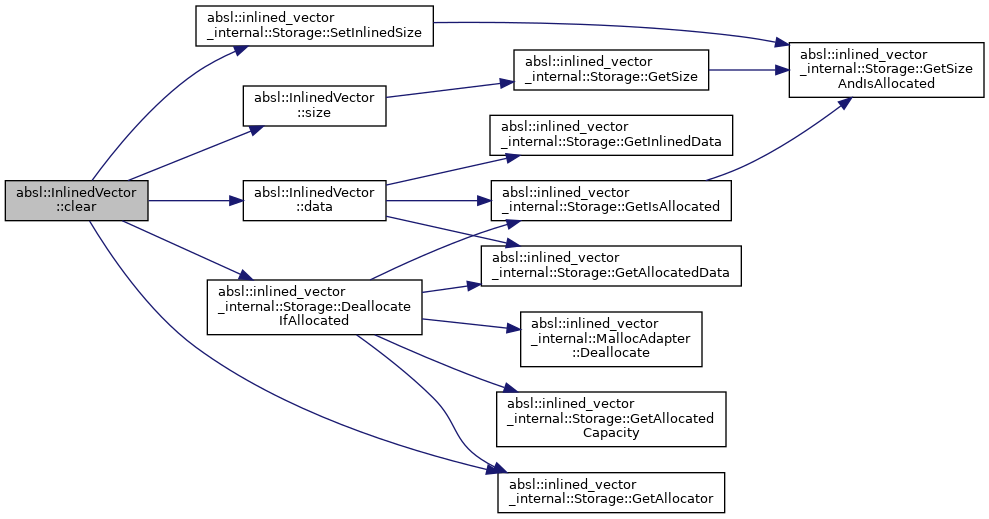 absl::InlinedVector
::clear
absl::inlined_vector
_internal::Storage::SetInlinedSize
absl::InlinedVector
::size
absl::InlinedVector
::data
absl::inlined_vector
_internal::Storage::Deallocate
IfAllocated
absl::inlined_vector
_internal::Storage::GetSize
absl::inlined_vector
_internal::Storage::GetInlinedData
absl::inlined_vector
_internal::Storage::GetIsAllocated
absl::inlined_vector
_internal::Storage::GetAllocatedData
absl::inlined_vector
_internal::MallocAdapter
::Deallocate
absl::inlined_vector
_internal::Storage::GetAllocated
Capacity
absl::inlined_vector
_internal::Storage::GetAllocator
absl::inlined_vector
_internal::Storage::GetSize
AndIsAllocated